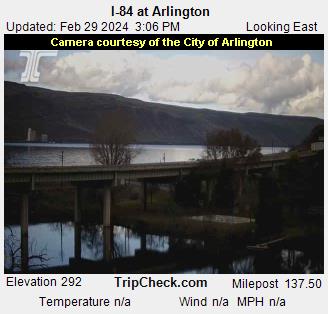 I-84 at Arlington
Updated: Feb 29 2024 3:06 PM Looking East
Camera courtesy of the City of Arlington
Elevation 292 TripCheck.com Milepost 137.50
Temperature n/a Wind n/a MPH n/a